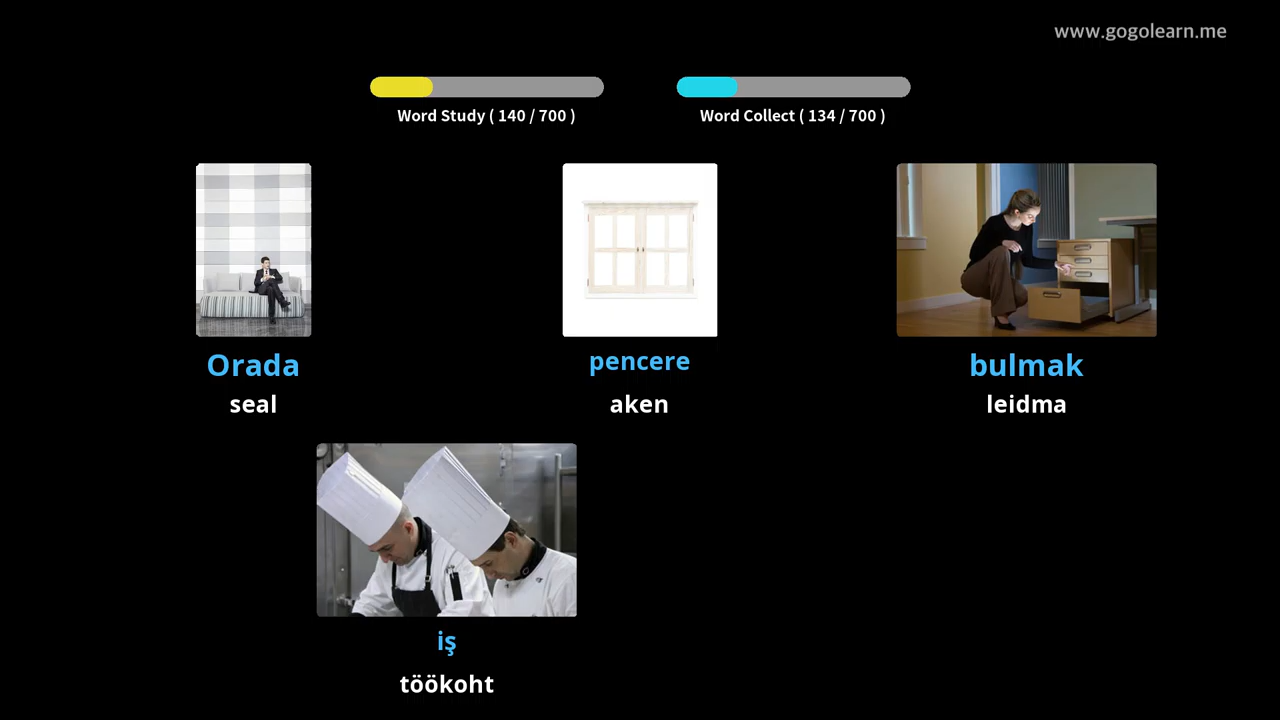 www.gogolearn.me
Word Study ( 140 / 700 )
Word Collect ( 134 / 700 )
Orada
seal
pencere
aken
bulmak
leidma
iş
töökoht